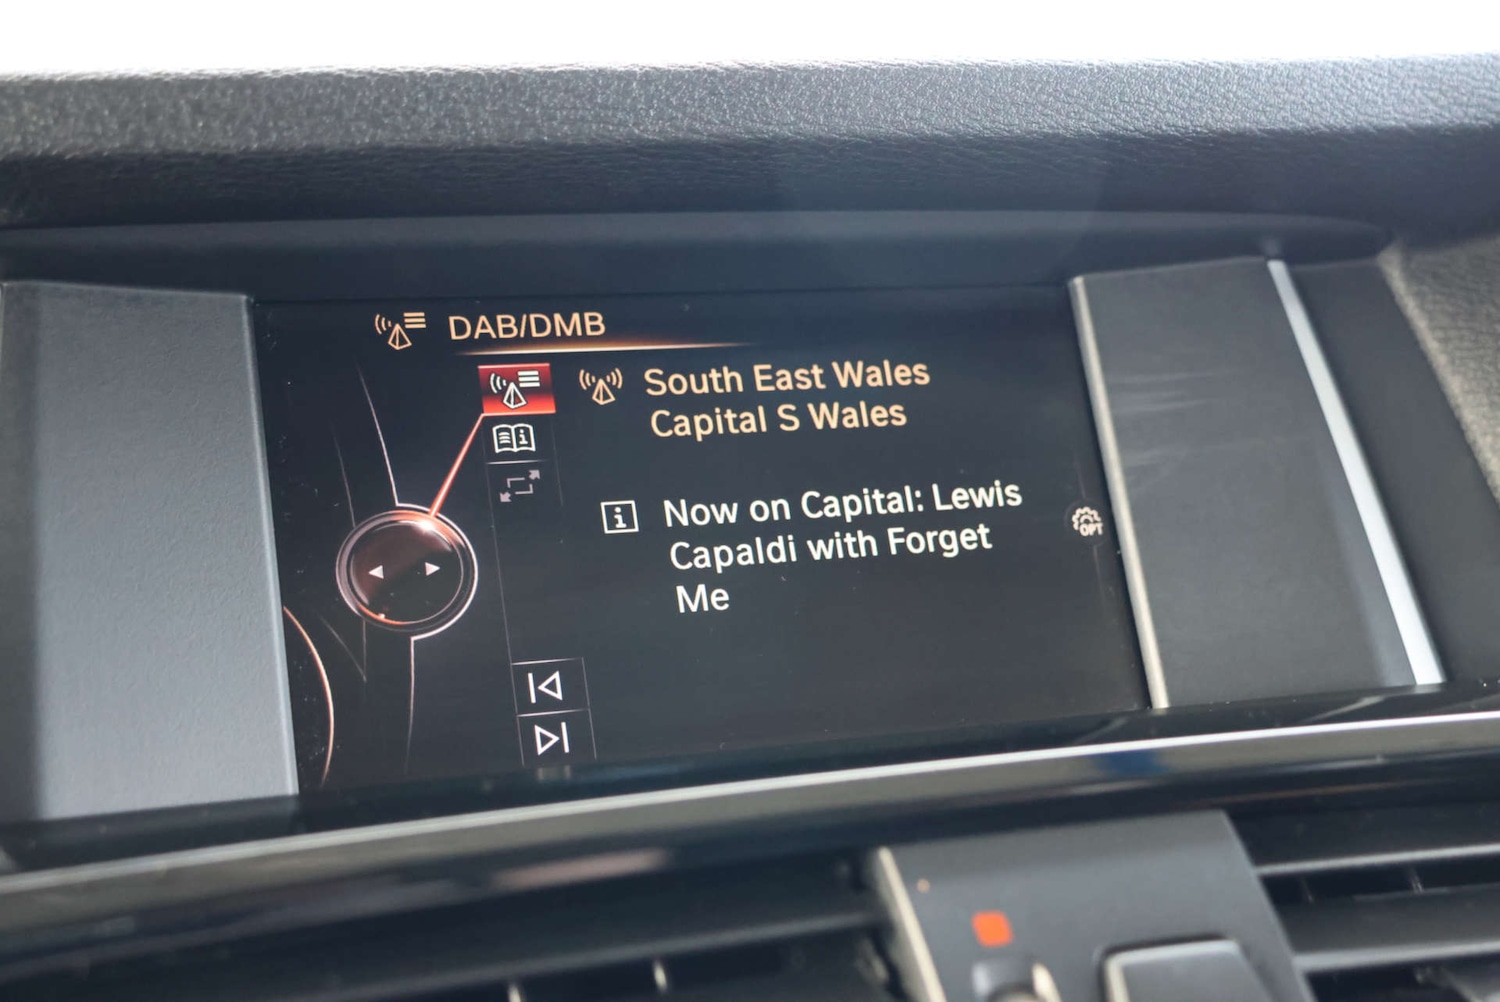 DAB/DMB
South East Wales
Capital S Wales
Now on Capital: Lewis
Capaldi with Forget
Me
OPT